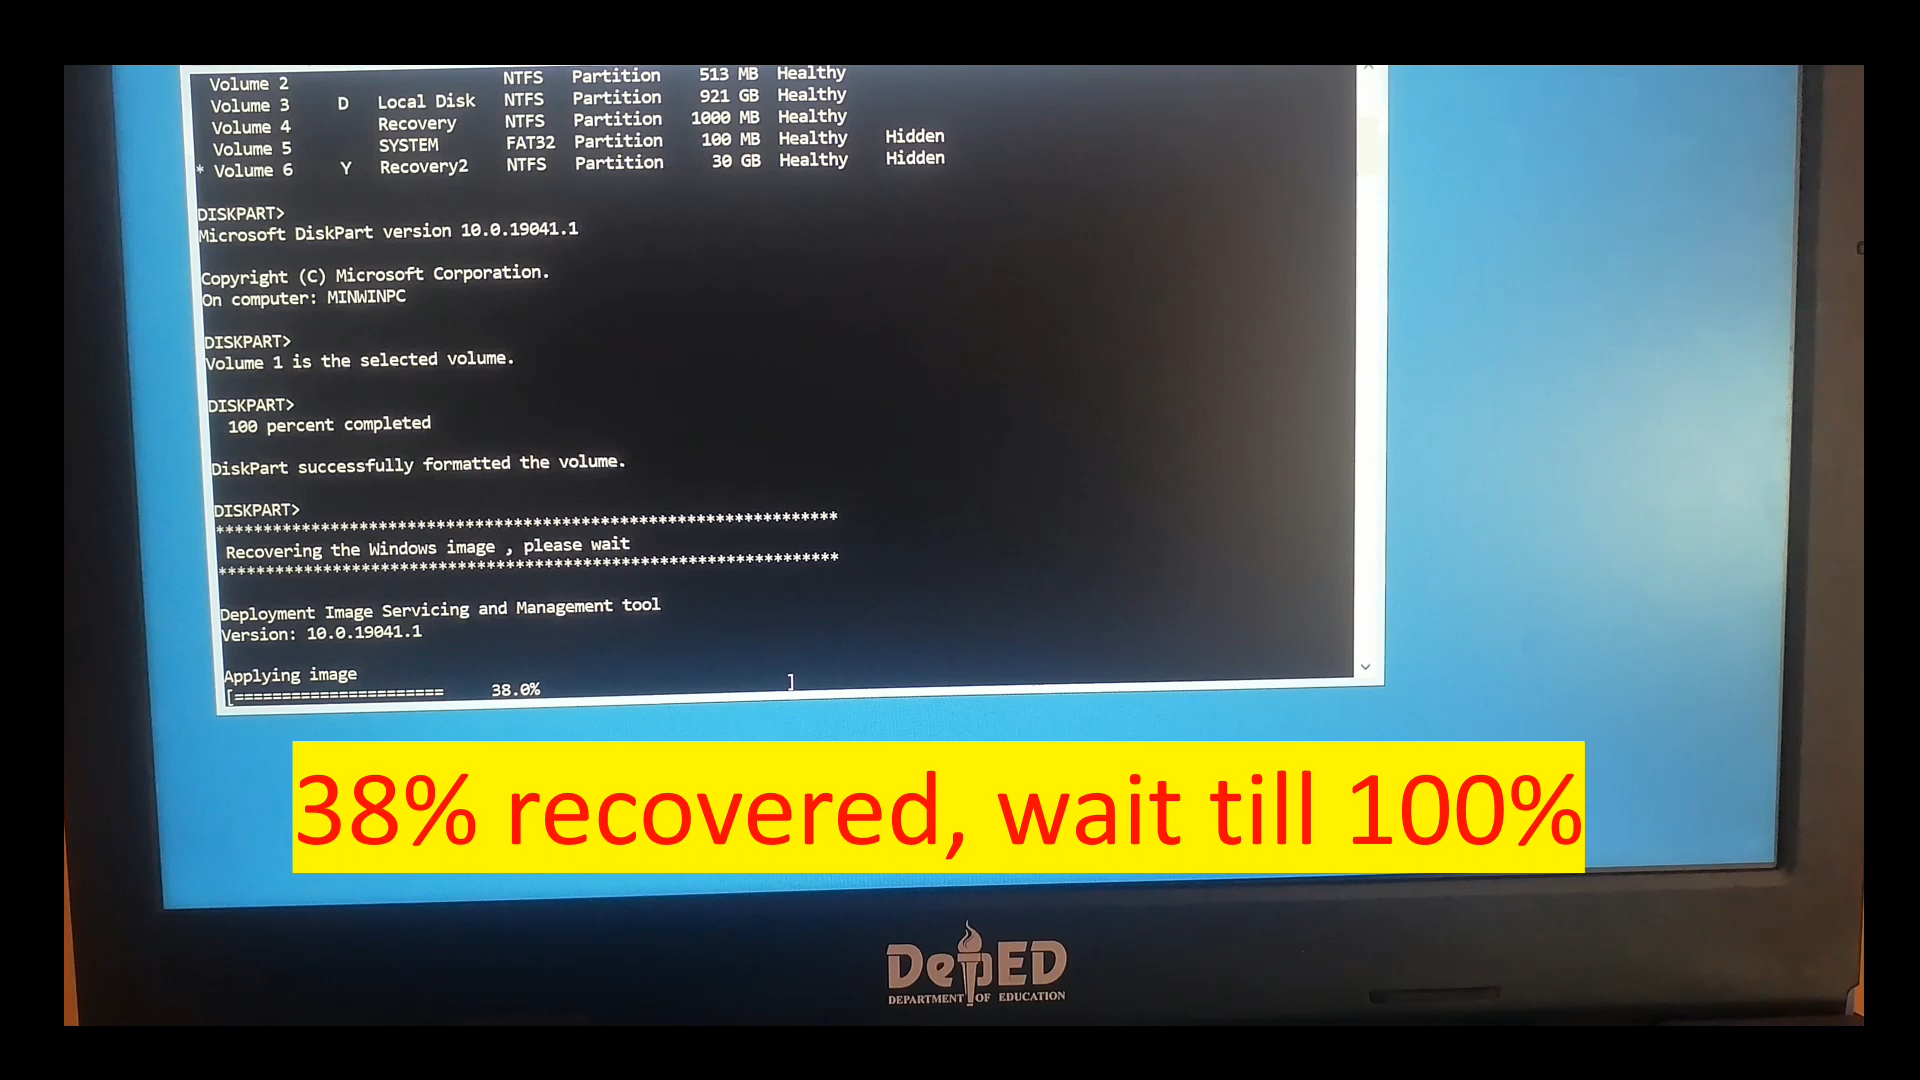 Volume 2 NTFS Partition 513 MB Healthy
Volume 3 D Local Disk NTFS Partition 921 GB Healthy
Volume 4 Recovery NTFS Partition 1000 MB Healthy
Volume 5 SYSTEM FAT32 Partition 100 MB Healthy Hidden
* Volume 6 Y Recovery2 NTFS Partition 30 GB Healthy Hidden
DISKPART>
Microsoft DiskPart version 10.0.19041.1
Copyright (C) Microsoft Corporation.
On computer: MINWINPC
DISKPART>
Volume 1 is the selected volume.
DISKPART>
100 percent completed
DiskPart successfully formatted the volume.
DISKPART>
*****************************************************************
Recovering the Windows image , please wait
*****************************************************************
Deployment Image Servicing and Management tool
Version: 10.0.19041.1
Applying image
[====================== 38.0% ]
38% recovered, wait till 100%
DepED
DEPARTMENT OF EDUCATION